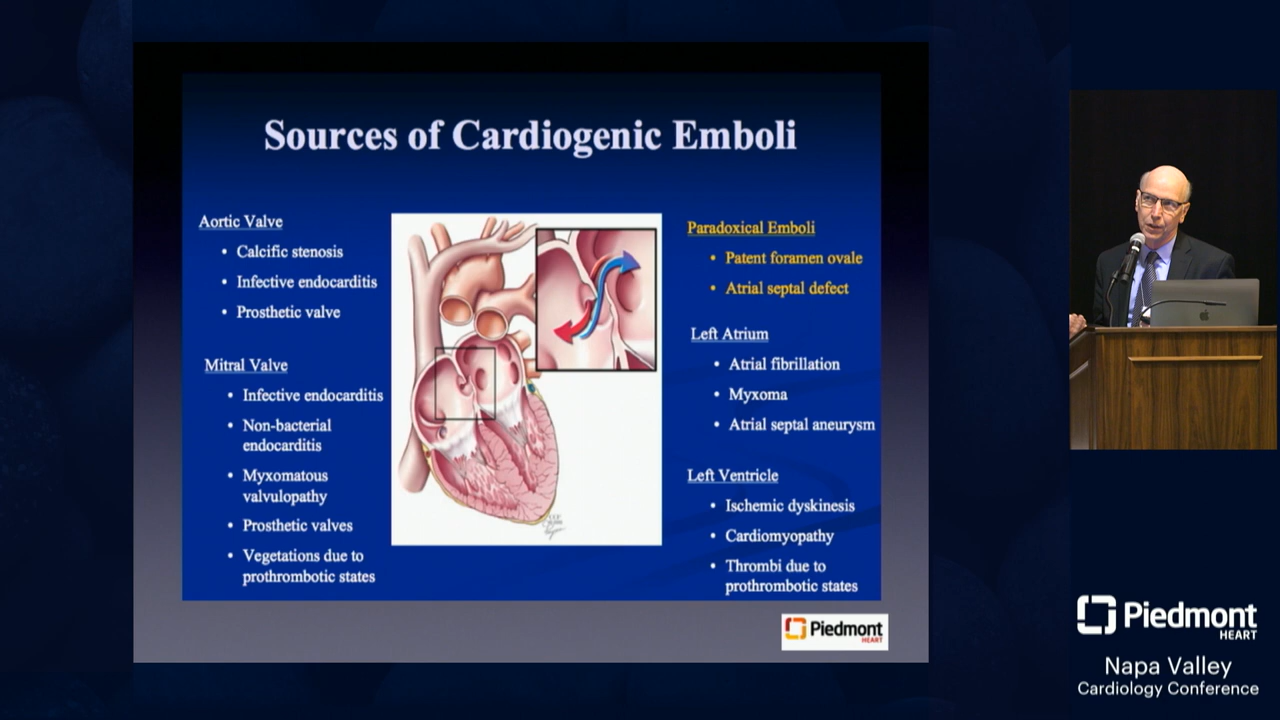 Sources of Cardiogenic Emboli
Aortic Valve
• Calcific stenosis
• Infective endocarditis
• Prosthetic valve
Mitral Valve
• Infective endocarditis
• Non-bacterial
endocarditis
• Myxomatous
valvulopathy
• Prosthetic valves
• Vegetations due to
prothrombotic states
Paradoxical Emboli
• Patent foramen ovale
• Atrial septal defect
Left Atrium
• Atrial fibrillation
• Myxoma
• Atrial septal aneurysm
Left Ventricle
• Ischemic dyskinesis
• Cardiomyopathy
• Thrombi due to
prothrombotic states
Piedmont
HEART
Piedmont
HEART
Napa Valley
Cardiology Conference